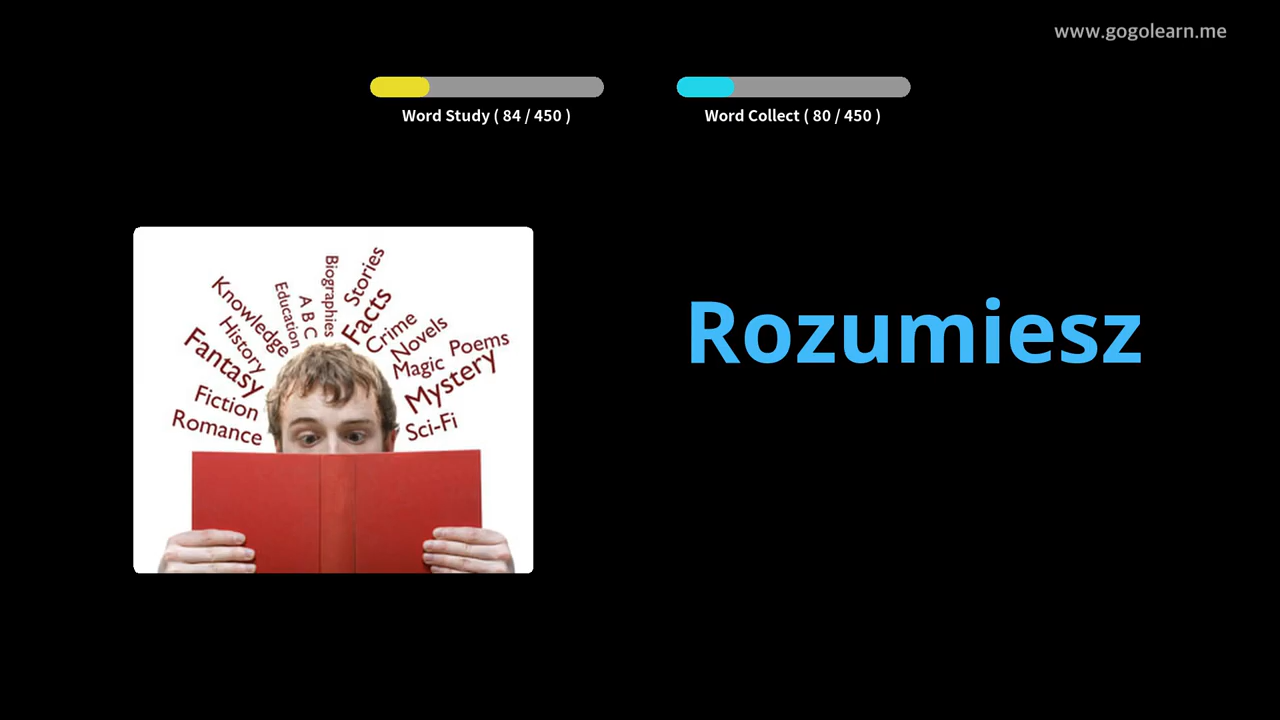 www.gogolearn.me
Word Study ( 84 / 450 )
Word Collect ( 80 / 450 )
Rozumiesz
Knowledge
History
Fantasy
Fiction
Romance
Education
A B C
Biographies
Stories
Facts
Crime
Novels
Magic
Poems
Mystery
Sci-Fi